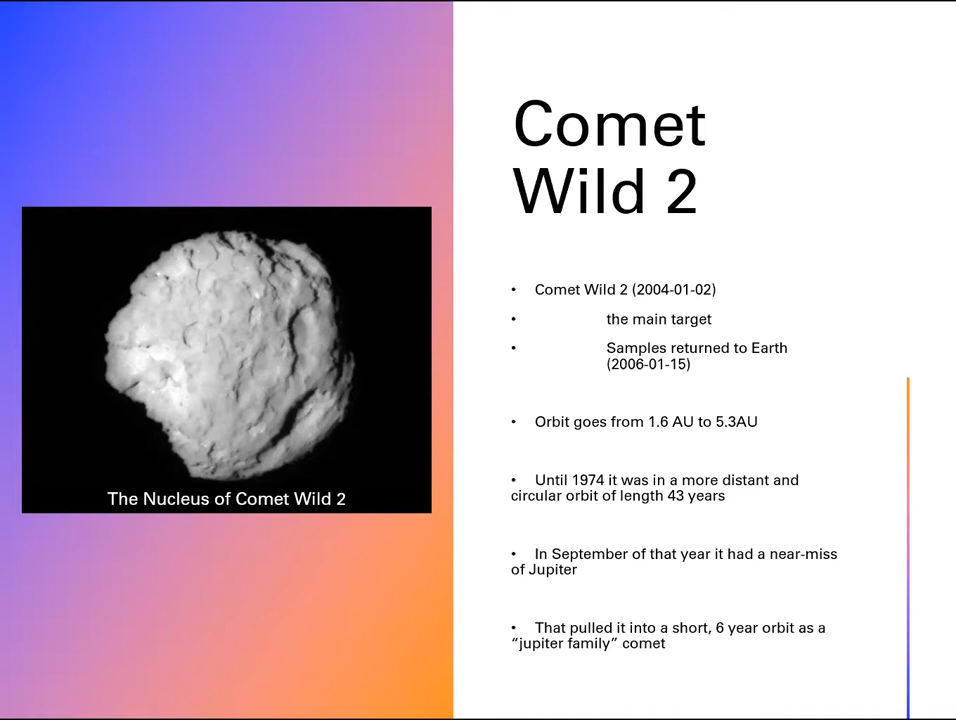 Comet
Wild 2
The Nucleus of Comet Wild 2
• Comet Wild 2 (2004-01-02)
• the main target
• Samples returned to Earth
(2006-01-15)
• Orbit goes from 1.6 AU to 5.3AU
• Until 1974 it was in a more distant and
circular orbit of length 43 years
• In September of that year it had a near-miss
of Jupiter
• That pulled it into a short, 6 year orbit as a
“jupiter family” comet